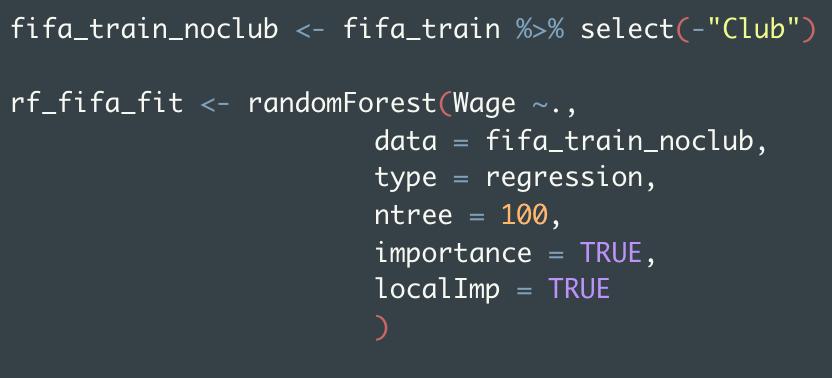 fifa_train_noclub <- fifa_train %>% select(-"Club")
rf_fifa_fit <- randomForest(Wage ~.,
data = fifa_train_noclub,
type = regression,
ntree = 100,
importance = TRUE,
localImp = TRUE
)